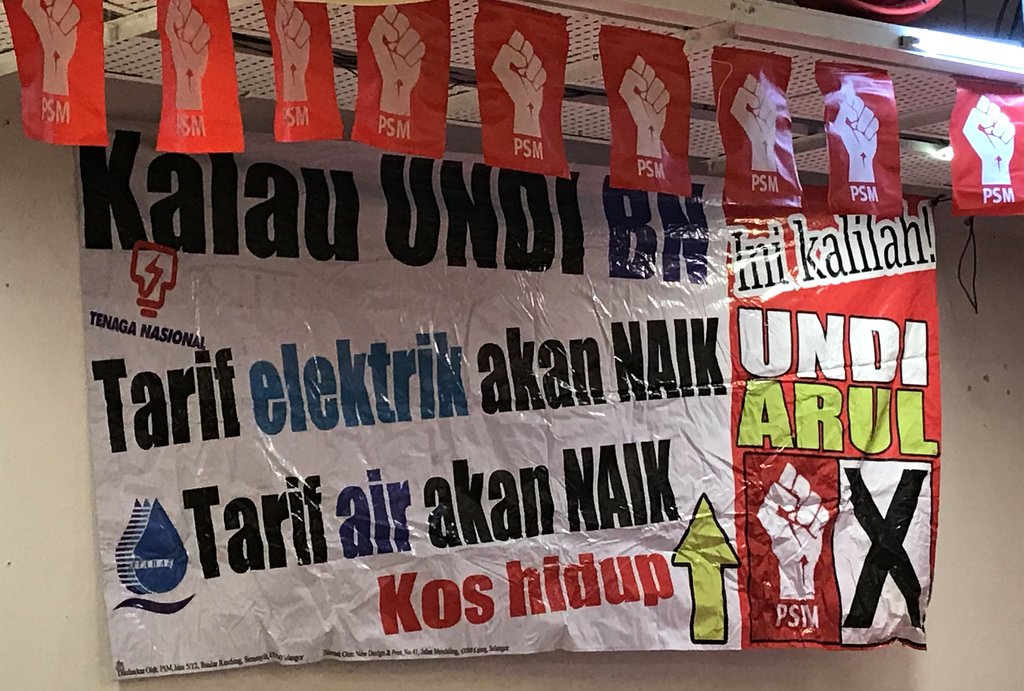 PSM
PSM
PSM
PSM
PSM
PSM
PSM
PSM
PSM
Kalau UNDI BN
TENAGA NASIONAL
Tarif elektrik akan NAIK
Tarif air akan NAIK
Kos hidup
Ini kalilah!
UNDI
ARUL
PSM
X